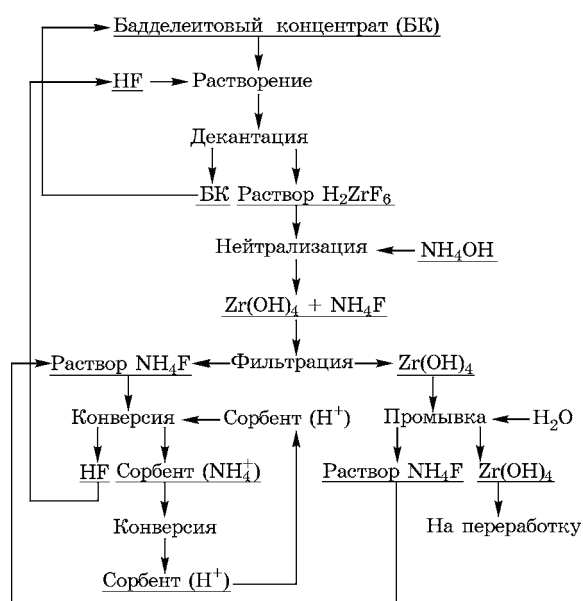 Бадделеитовый концентрат (БК)
HF Растворение
Декантация
БК Раствор H₂ZrF₆
Нейтрализация NH₄OH
Zr(OH)₄ + NH₄F
Раствор NH₄F Фильтрация Zr(OH)₄
Конверсия Сорбент (H⁺) Промывка H₂O
HF Сорбент (NH₄⁺) Раствор NH₄F Zr(OH)₄
Конверсия На переработку
Сорбент (H⁺)